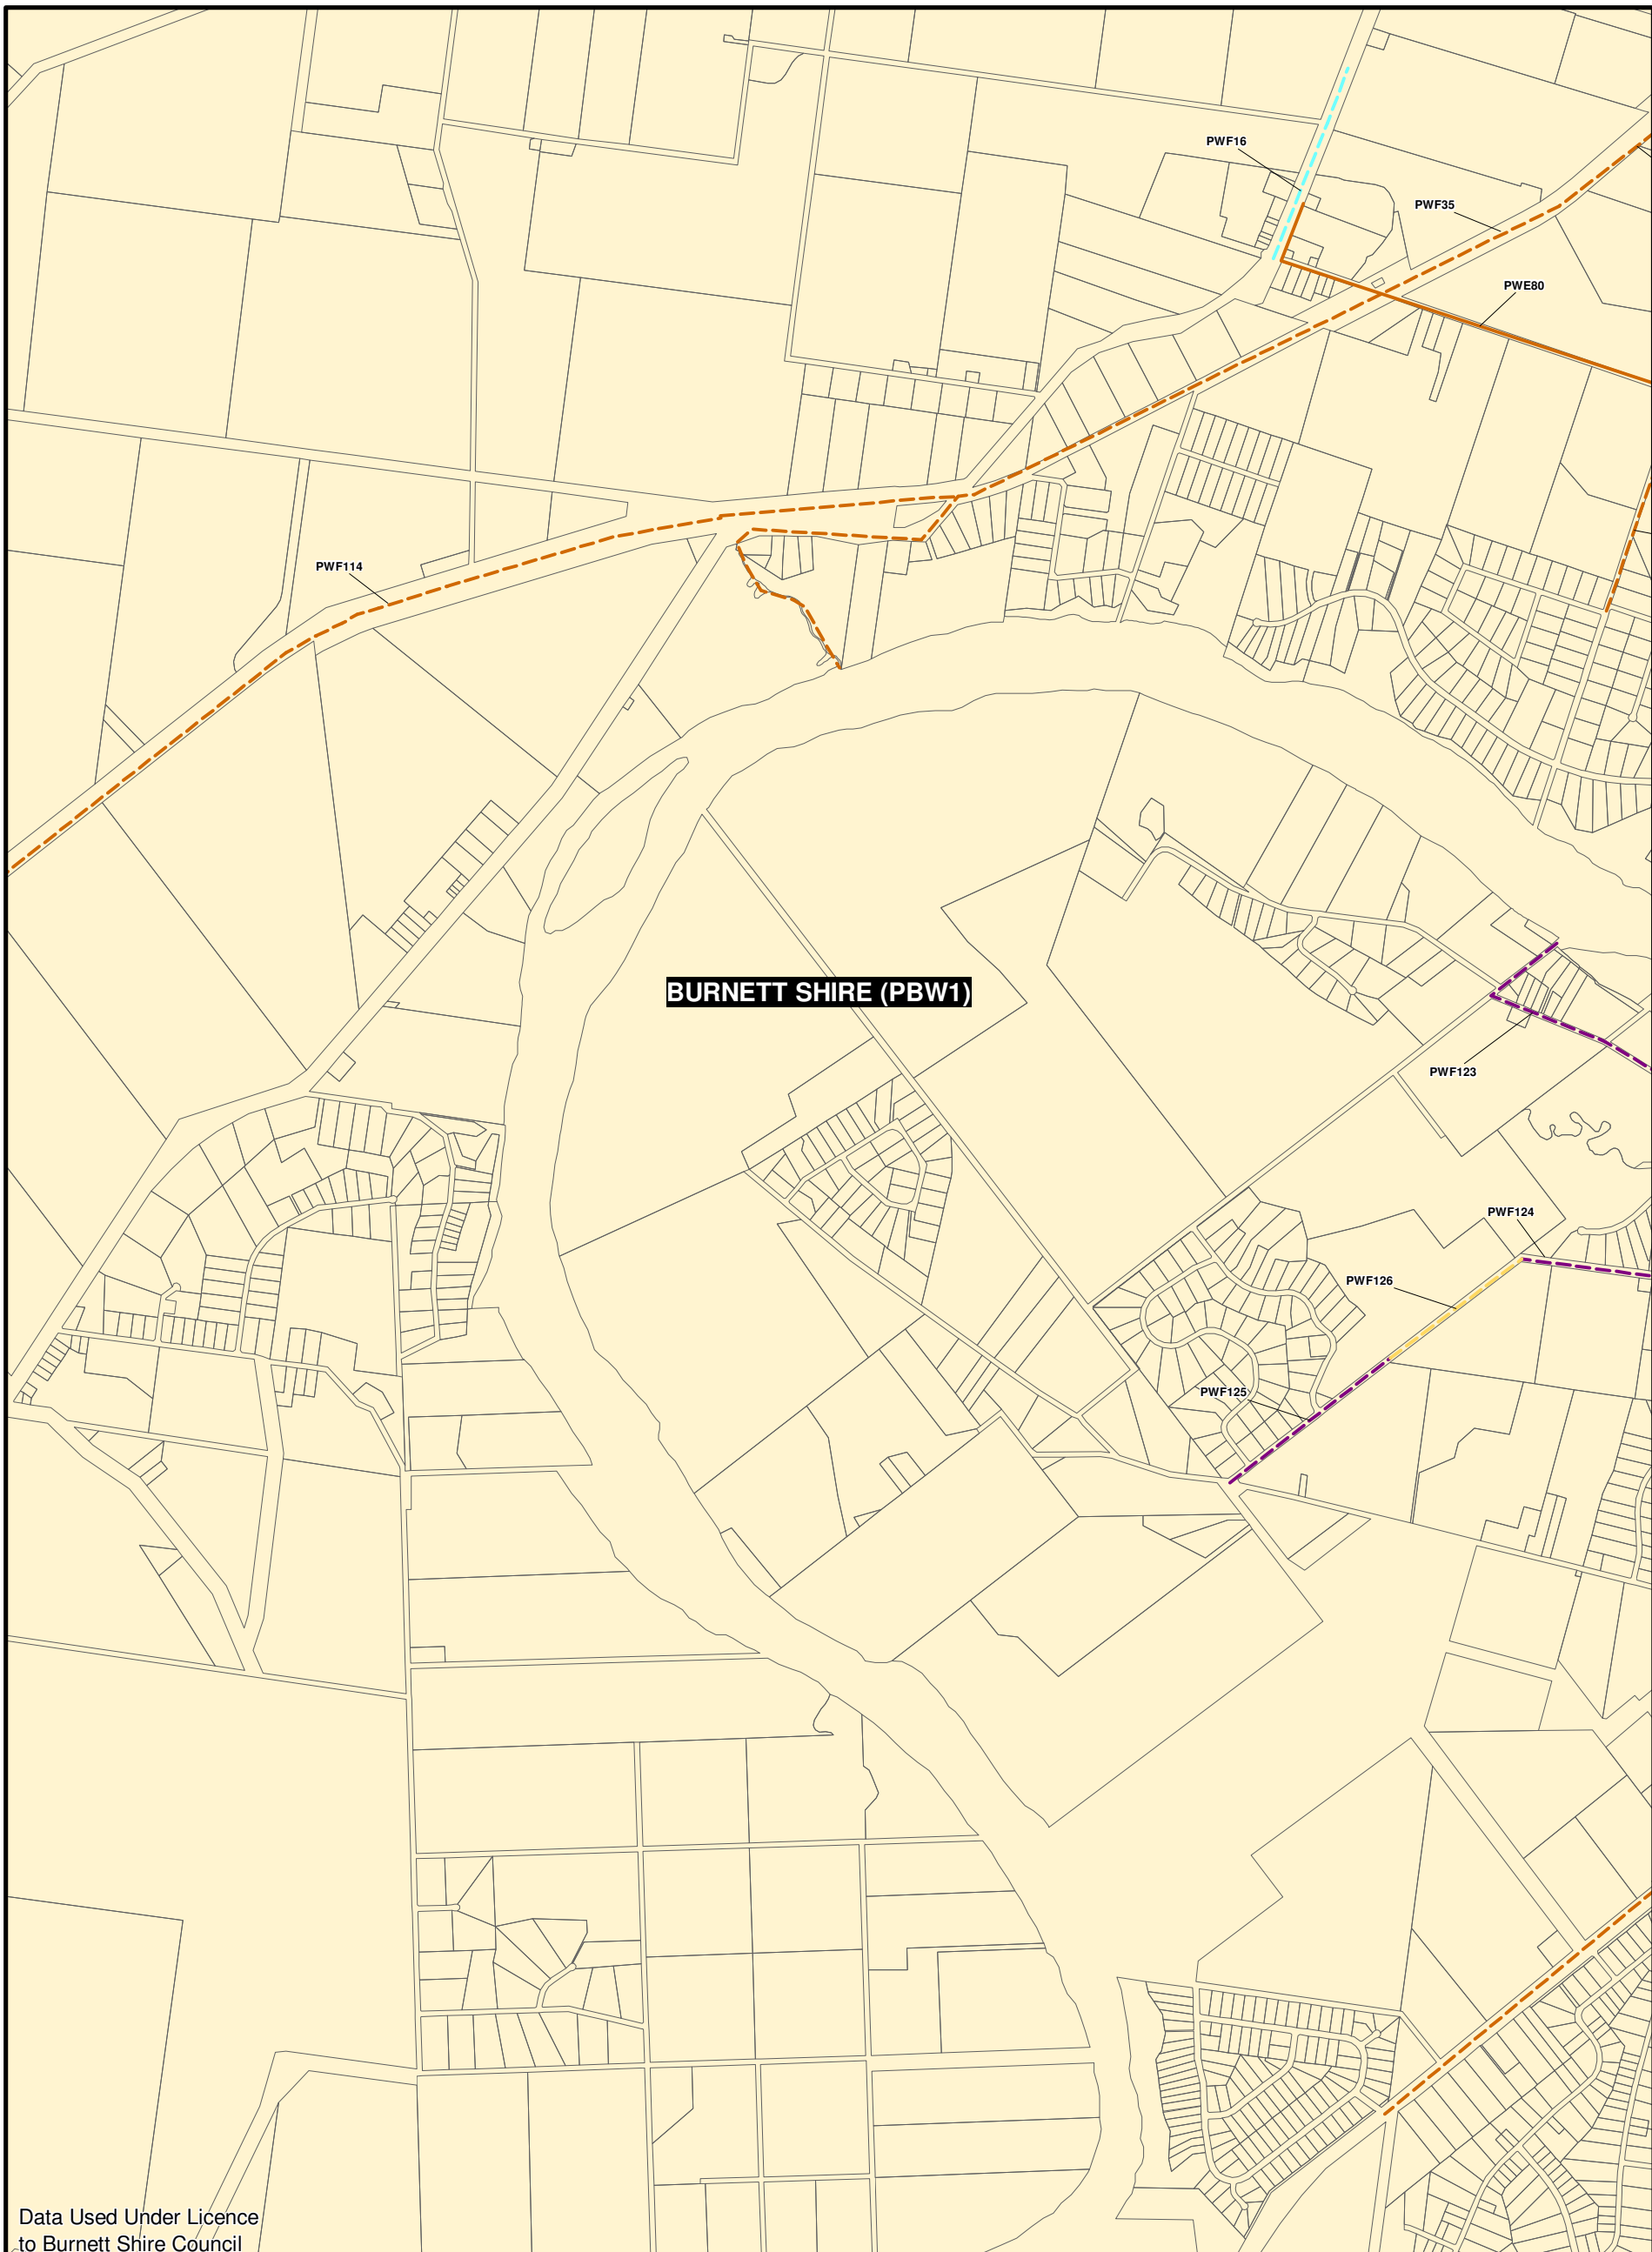 PWF16
PWF35
PWE80
PWF114
BURNETT SHIRE (PBW1)
PWF123
PWF124
PWF126
PWF125
Data Used Under Licence
to Burnett Shire Council